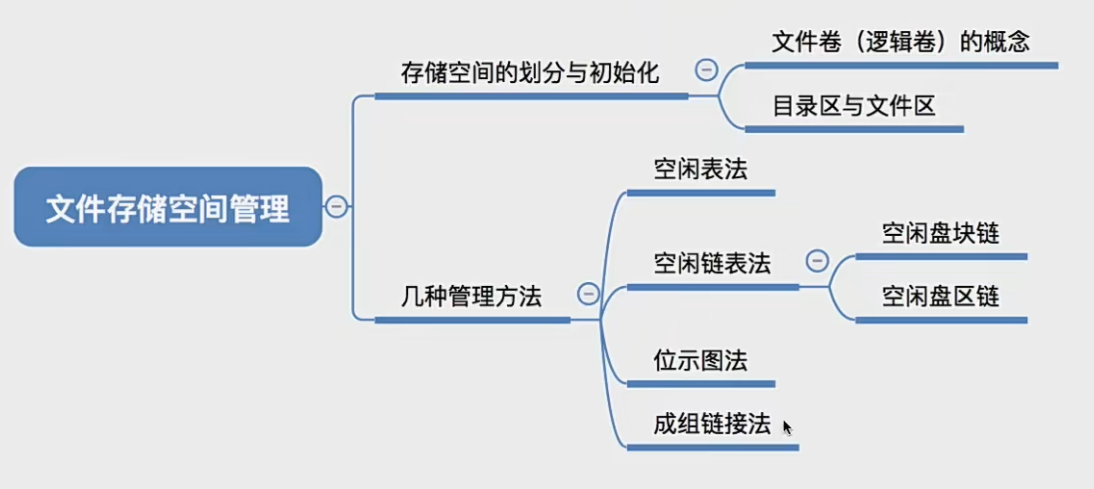 文件存储空间管理
存储空间的划分与初始化
文件卷（逻辑卷）的概念
目录区与文件区
几种管理方法
空闲表法
空闲链表法
空闲盘块链
空闲盘区链
位示图法
成组链接法